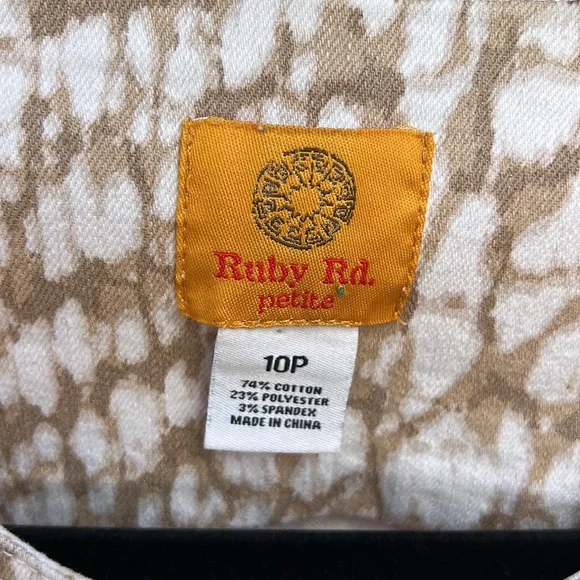 Ruby Rd.
petite
10P
74% COTTON
23% POLYESTER
3% SPANDEX
MADE IN CHINA